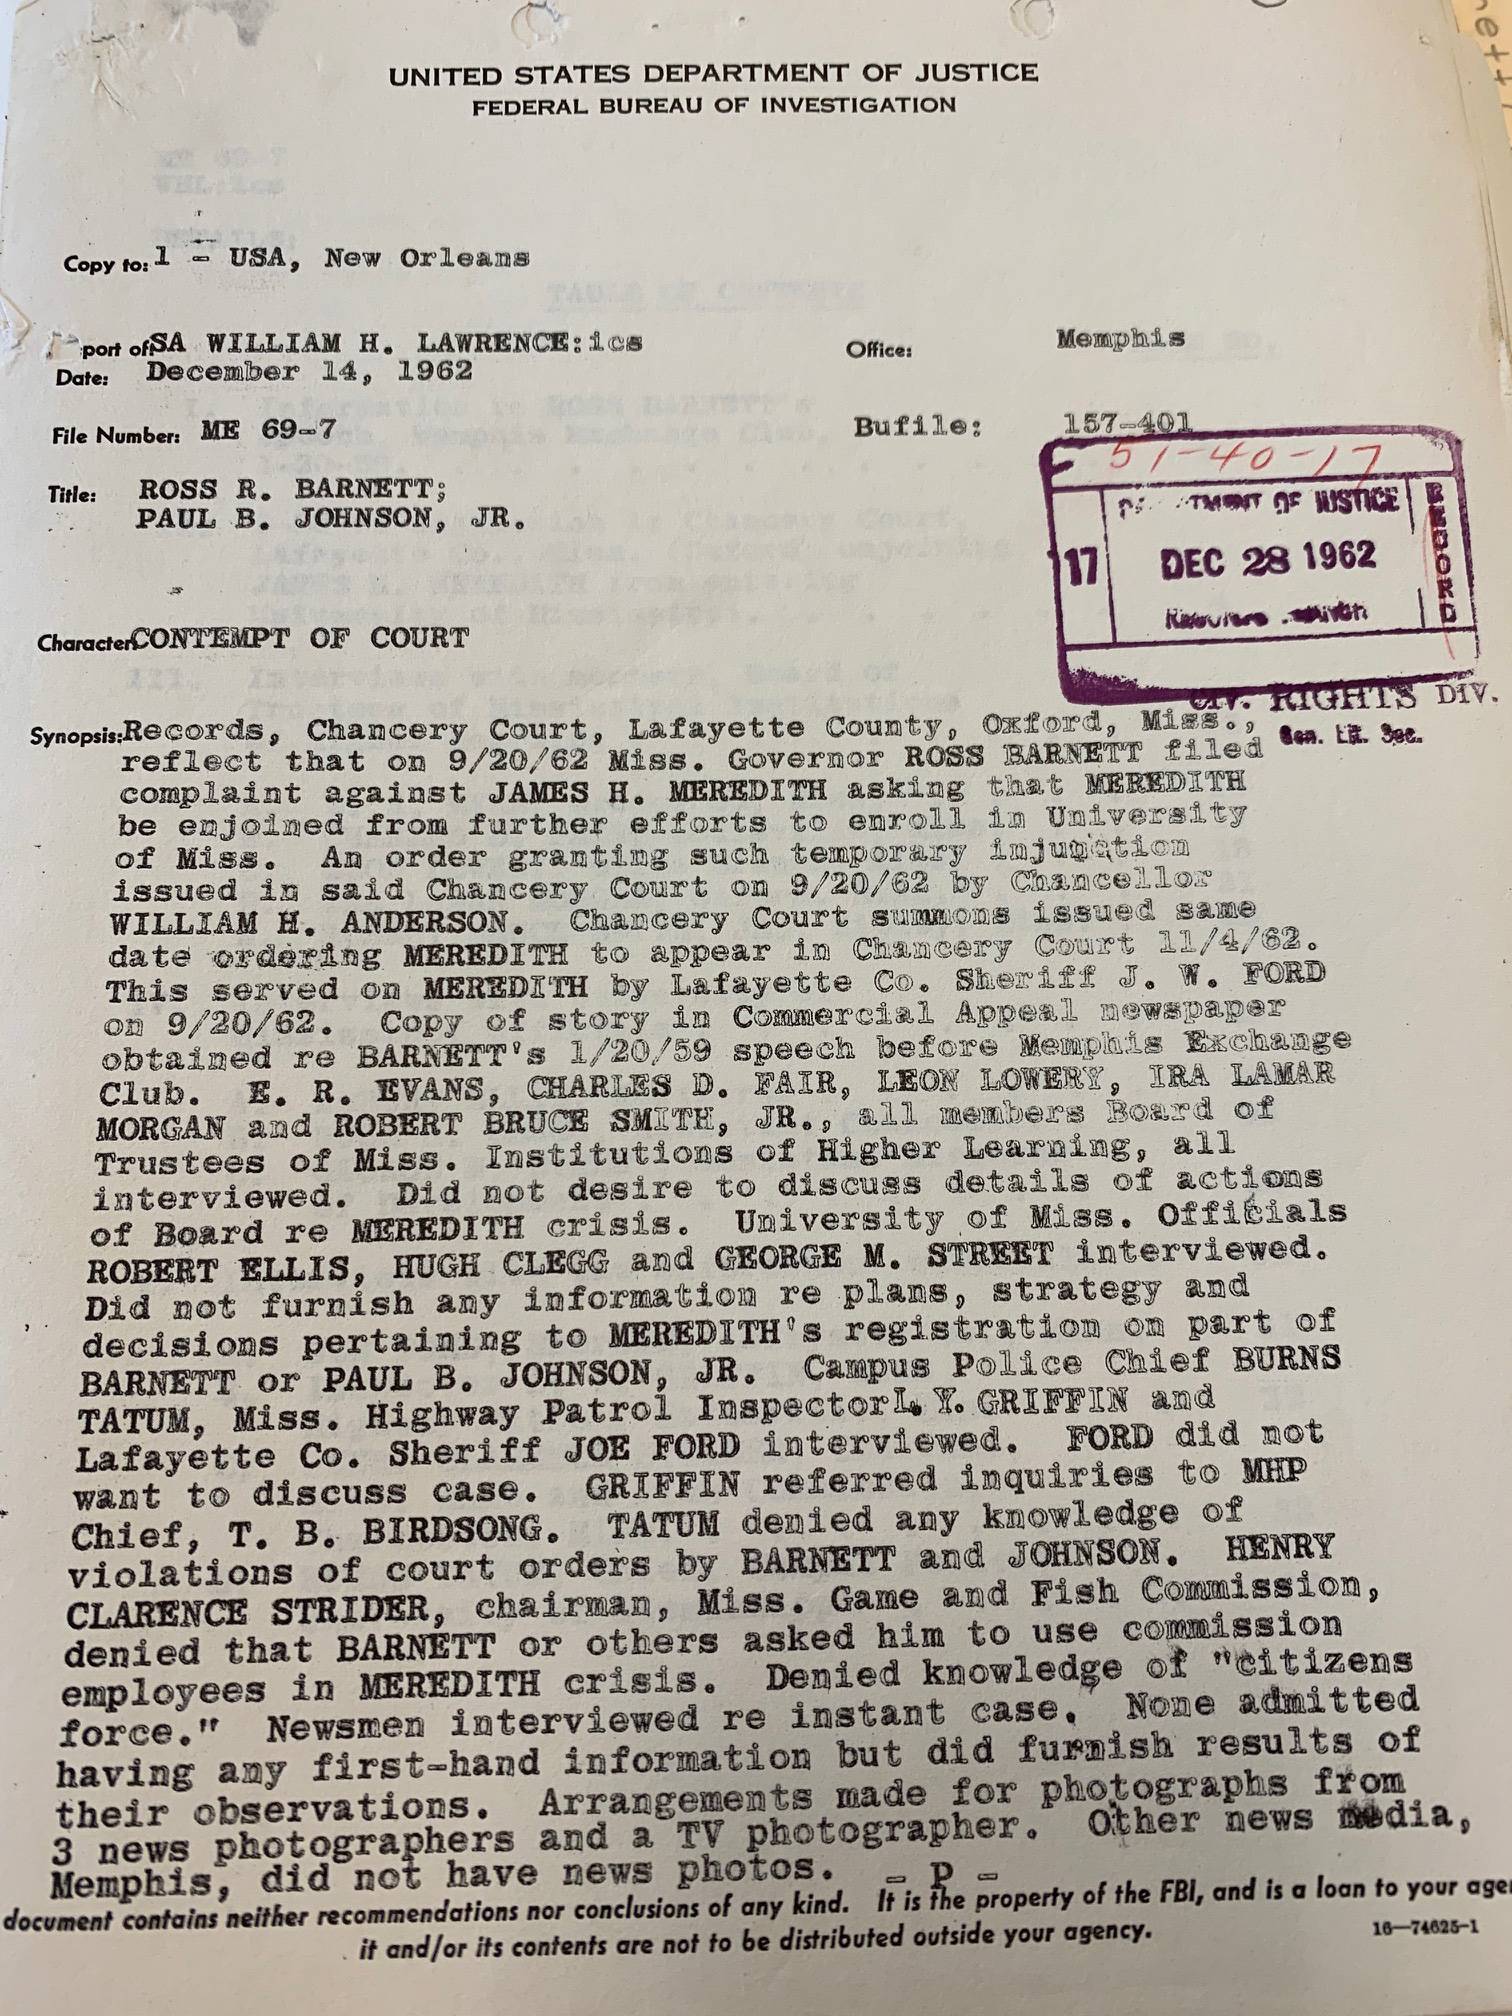 UNITED STATES DEPARTMENT OF JUSTICE
FEDERAL BUREAU OF INVESTIGATION
Copy to: 1 - USA, New Orleans
port of: SA WILLIAM H. LAWRENCE:ics Office: Memphis
Date: December 14, 1962
File Number: ME 69-7 Bufile: 157-401
51-40-17
Title: ROSS R. BARNETT;
PAUL B. JOHNSON, JR.
TMENT OF JUSTICE
17 DEC 28 1962
RECORD
Character: CONTEMPT OF COURT
CIV. RIGHTS DIV.
Gen. Lit. Sec.
Synopsis: Records, Chancery Court, Lafayette County, Oxford, Miss.,
reflect that on 9/20/62 Miss. Governor ROSS BARNETT filed
complaint against JAMES H. MEREDITH asking that MEREDITH
be enjoined from further efforts to enroll in University
of Miss. An order granting such temporary injunction
issued in said Chancery Court on 9/20/62 by Chancellor
WILLIAM H. ANDERSON. Chancery Court summons issued same
date ordering MEREDITH to appear in Chancery Court 11/4/62.
This served on MEREDITH by Lafayette Co. Sheriff J. W. FORD
on 9/20/62. Copy of story in Commercial Appeal newspaper
obtained re BARNETT's 1/20/59 speech before Memphis Exchange
Club. E. R. EVANS, CHARLES D. FAIR, LEON LOWERY, IRA LAMAR
MORGAN and ROBERT BRUCE SMITH, JR., all members Board of
Trustees of Miss. Institutions of Higher Learning, all
interviewed. Did not desire to discuss details of actions
of Board re MEREDITH crisis. University of Miss. Officials
ROBERT ELLIS, HUGH CLEGG and GEORGE M. STREET interviewed.
Did not furnish any information re plans, strategy and
decisions pertaining to MEREDITH's registration on part of
BARNETT or PAUL B. JOHNSON, JR. Campus Police Chief BURNS
TATUM, Miss. Highway Patrol Inspector L. Y. GRIFFIN and
Lafayette Co. Sheriff JOE FORD interviewed. FORD did not
want to discuss case. GRIFFIN referred inquiries to MHP
Chief, T. B. BIRDSONG. TATUM denied any knowledge of
violations of court orders by BARNETT and JOHNSON. HENRY
CLARENCE STRIDER, chairman, Miss. Game and Fish Commission,
denied that BARNETT or others asked him to use commission
employees in MEREDITH crisis. Denied knowledge of "citizens
force." Newsmen interviewed re instant case. None admitted
having any first-hand information but did furnish results of
their observations. Arrangements made for photographs from
3 news photographers and a TV photographer. Other news media,
Memphis, did not have news photos. - P -
document contains neither recommendations nor conclusions of any kind. It is the property of the FBI, and is a loan to your agen
it and/or its contents are not to be distributed outside your agency.
16—74625-1